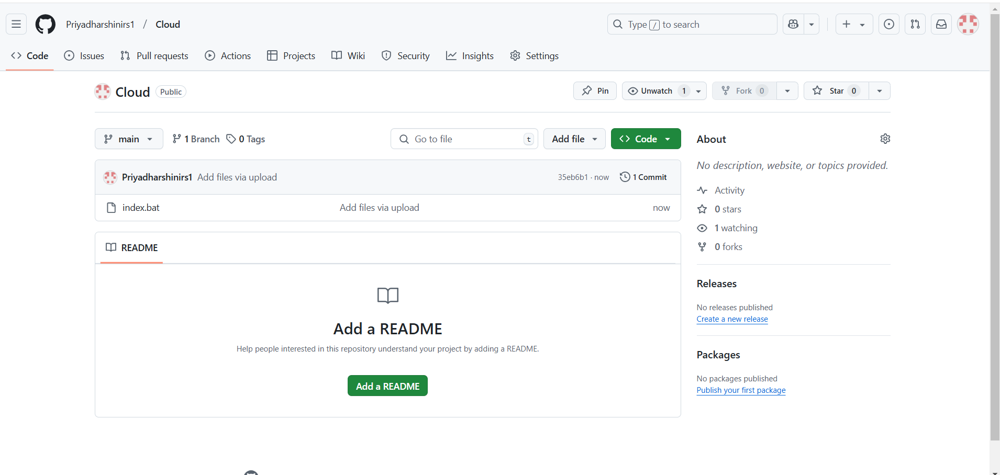 Priyadharshinirs1 / Cloud
Type / to search
Code Issues Pull requests Actions Projects Wiki Security Insights Settings
Cloud Public
Pin Unwatch 1 Fork 0 Star 0
main 1 Branch 0 Tags Go to file t Add file Code
Priyadharshinirs1 Add files via upload 35eb6b1 · now 1 Commit
index.bat Add files via upload now
README
Add a README
Help people interested in this repository understand your project by adding a README.
Add a README
About
No description, website, or topics provided.
Activity
0 stars
1 watching
0 forks
Releases
No releases published
Create a new release
Packages
No packages published
Publish your first package